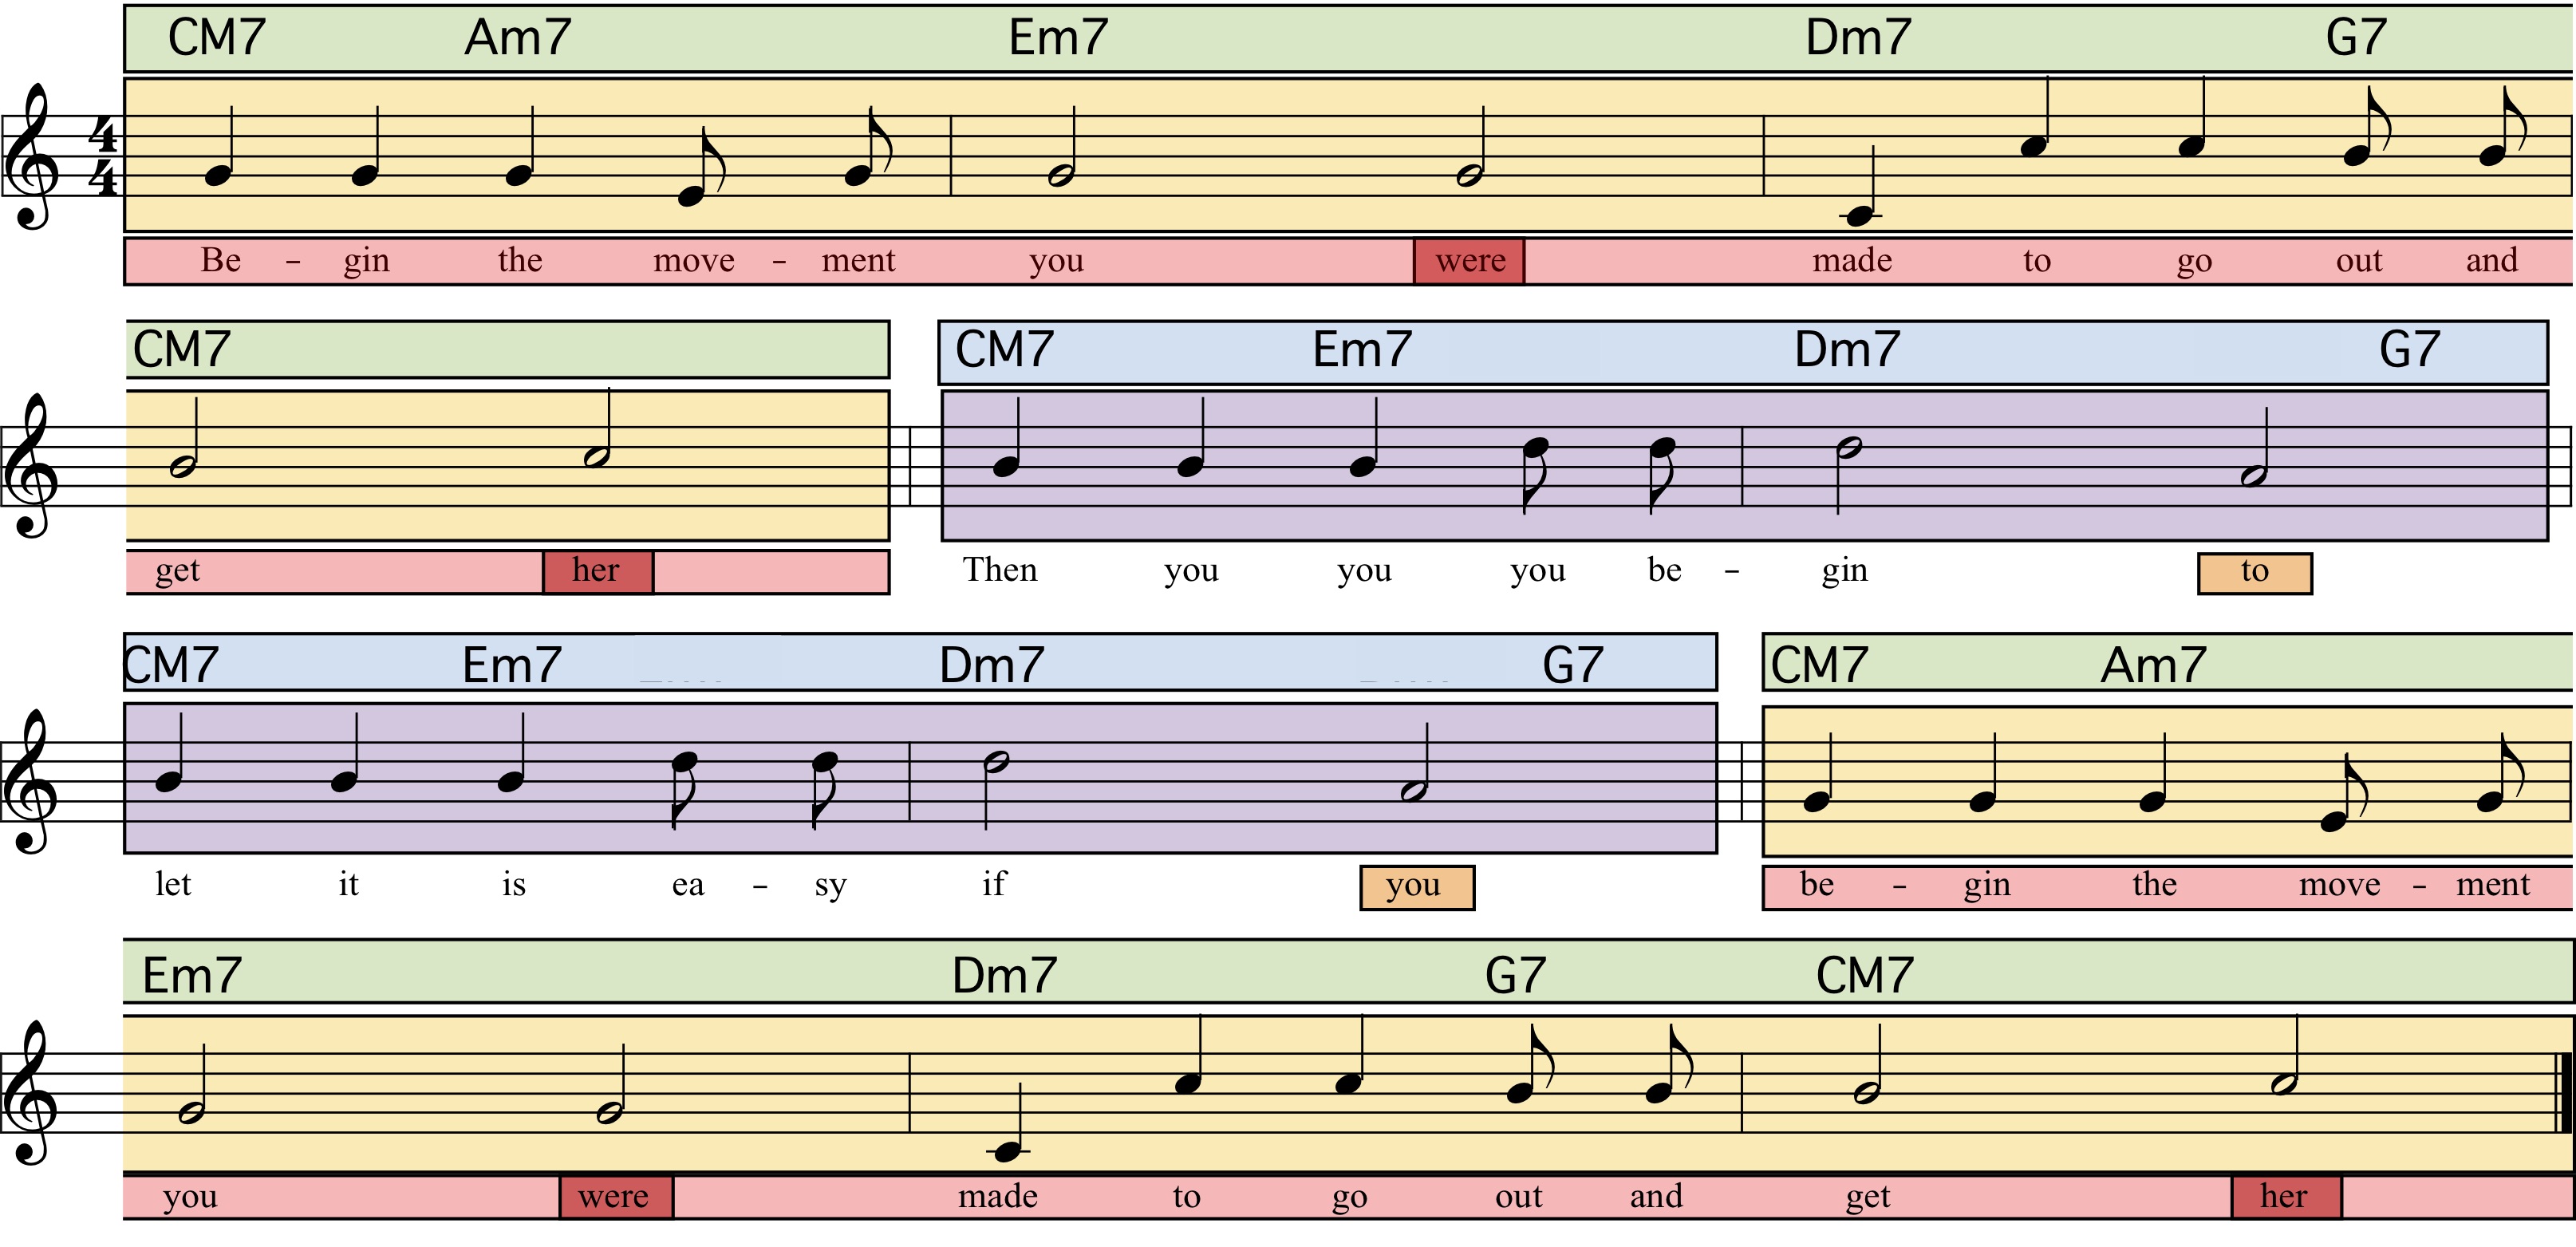 CM7 Am7 Em7 Dm7 G7
4
4
Be - gin the move - ment you were made to go out and
CM7 CM7 Em7 Dm7 G7
get her Then you you you be - gin to
CM7 Em7 Dm7 G7 CM7 Am7
let it is ea - sy if you be - gin the move - ment
Em7 Dm7 G7 CM7
you were made to go out and get her